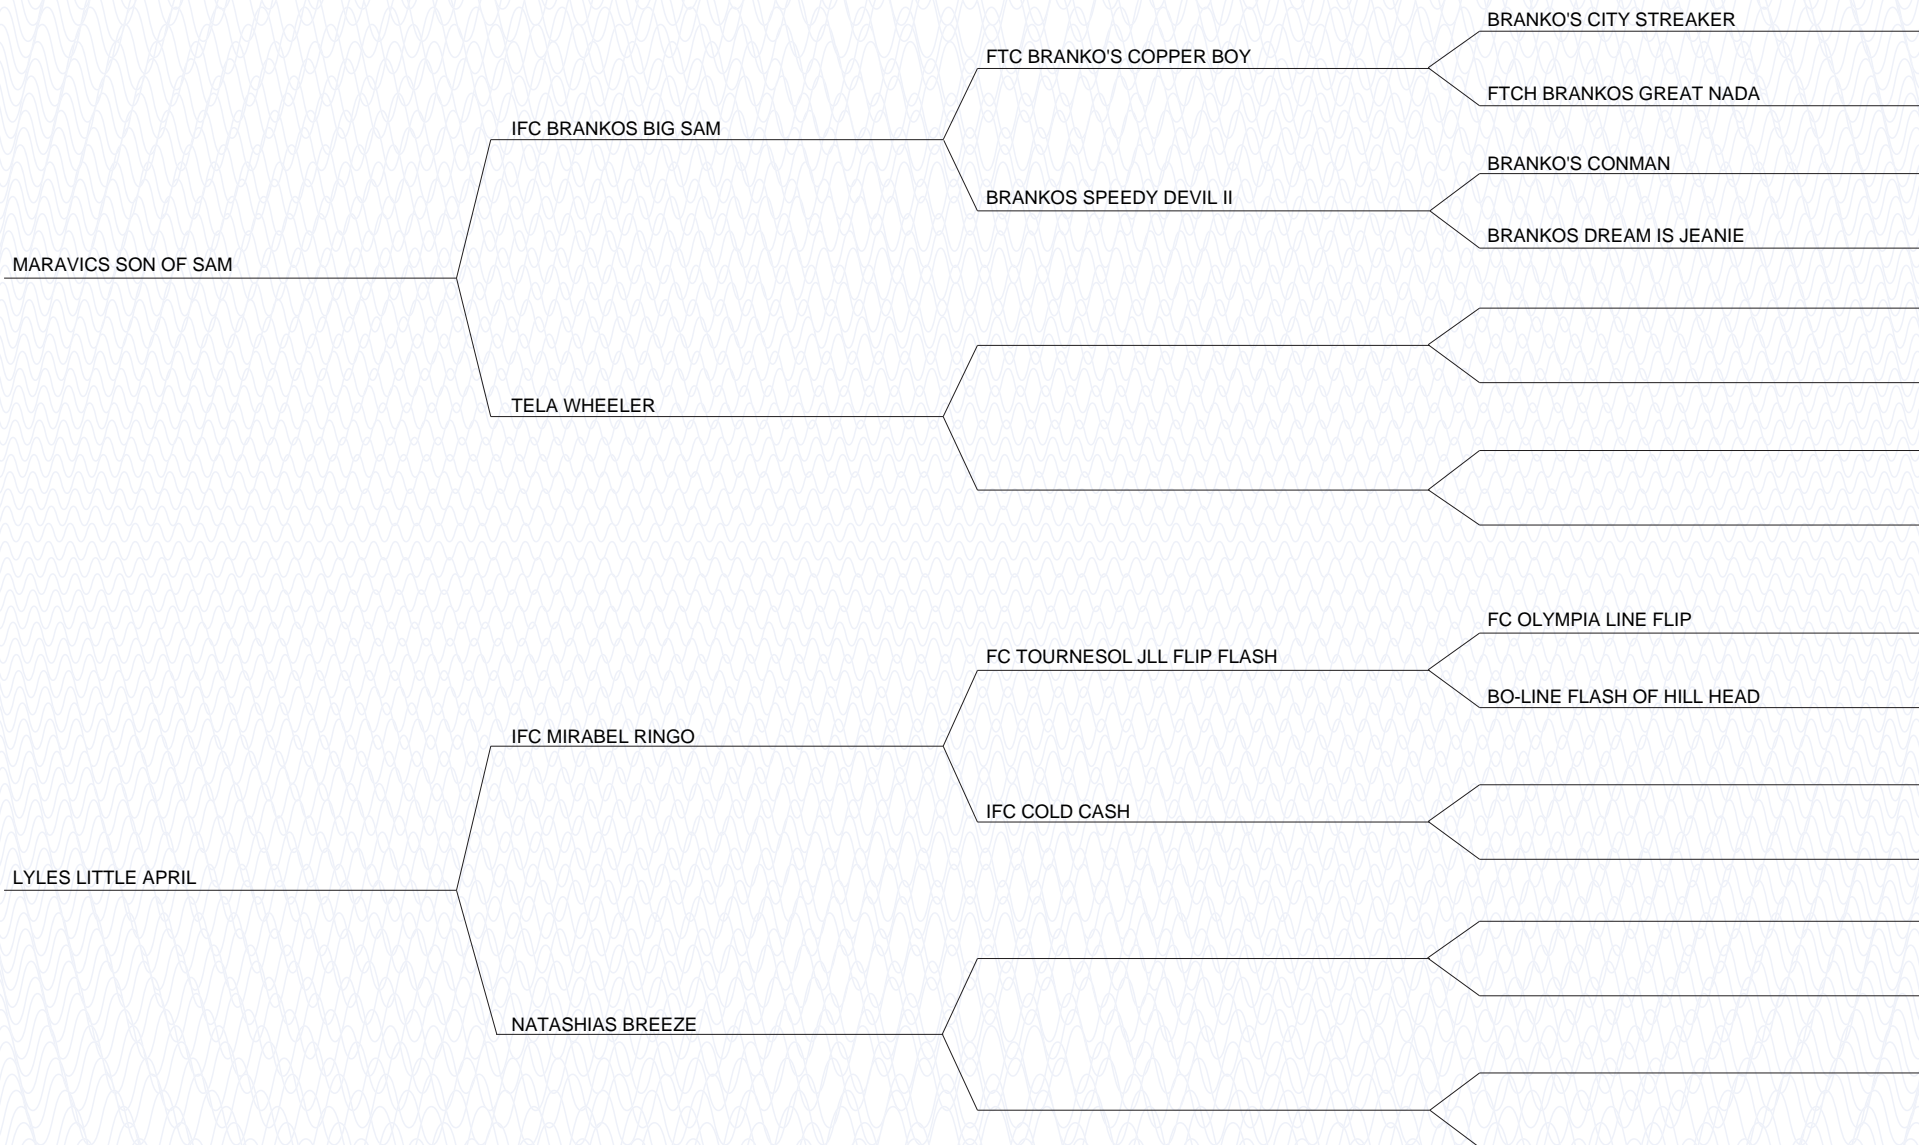 BRANKO'S CITY STREAKER
FTC BRANKO'S COPPER BOY
FTCH BRANKOS GREAT NADA
IFC BRANKOS BIG SAM
BRANKO'S CONMAN
BRANKOS SPEEDY DEVIL II
BRANKOS DREAM IS JEANIE
MARAVICS SON OF SAM
TELA WHEELER
FC OLYMPIA LINE FLIP
FC TOURNESOL JLL FLIP FLASH
BO-LINE FLASH OF HILL HEAD
IFC MIRABEL RINGO
IFC COLD CASH
LYLES LITTLE APRIL
NATASHIAS BREEZE